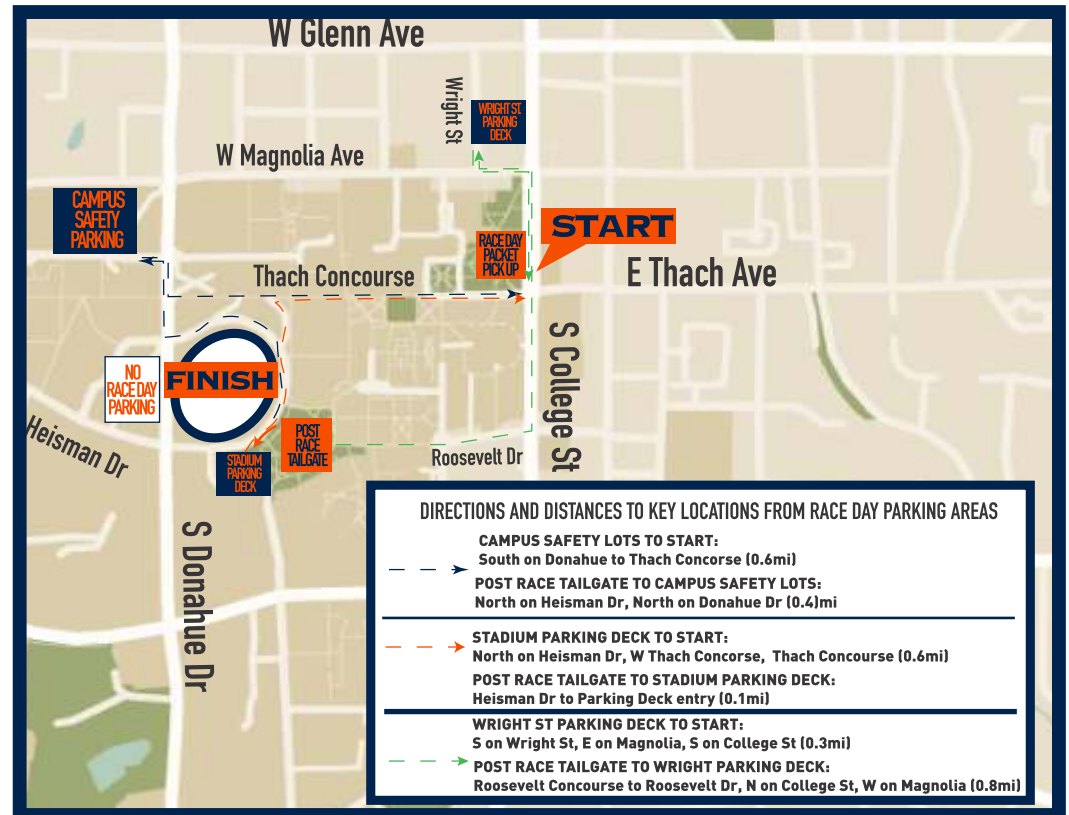 W Glenn Ave
Wright St
WRIGHT ST.
PARKING
DECK
W Magnolia Ave
CAMPUS
SAFETY
PARKING
START
RACE DAY
PACKET
PICK UP
Thach Concourse
E Thach Ave
S College St
NO
RACE DAY
PARKING
FINISH
Heisman Dr
POST
RACE
TAILGATE
STADIUM
PARKING
DECK
Roosevelt Dr
S Donahue Dr
DIRECTIONS AND DISTANCES TO KEY LOCATIONS FROM RACE DAY PARKING AREAS
CAMPUS SAFETY LOTS TO START:
South on Donahue to Thach Concorse (0.6mi)
POST RACE TAILGATE TO CAMPUS SAFETY LOTS:
North on Heisman Dr, North on Donahue Dr (0.4)mi
STADIUM PARKING DECK TO START:
North on Heisman Dr, W Thach Concorse, Thach Concourse (0.6mi)
POST RACE TAILGATE TO STADIUM PARKING DECK:
Heisman Dr to Parking Deck entry (0.1mi)
WRIGHT ST PARKING DECK TO START:
S on Wright St, E on Magnolia, S on College St (0.3mi)
POST RACE TAILGATE TO WRIGHT PARKING DECK:
Roosevelt Concourse to Roosevelt Dr, N on College St, W on Magnolia (0.8mi)